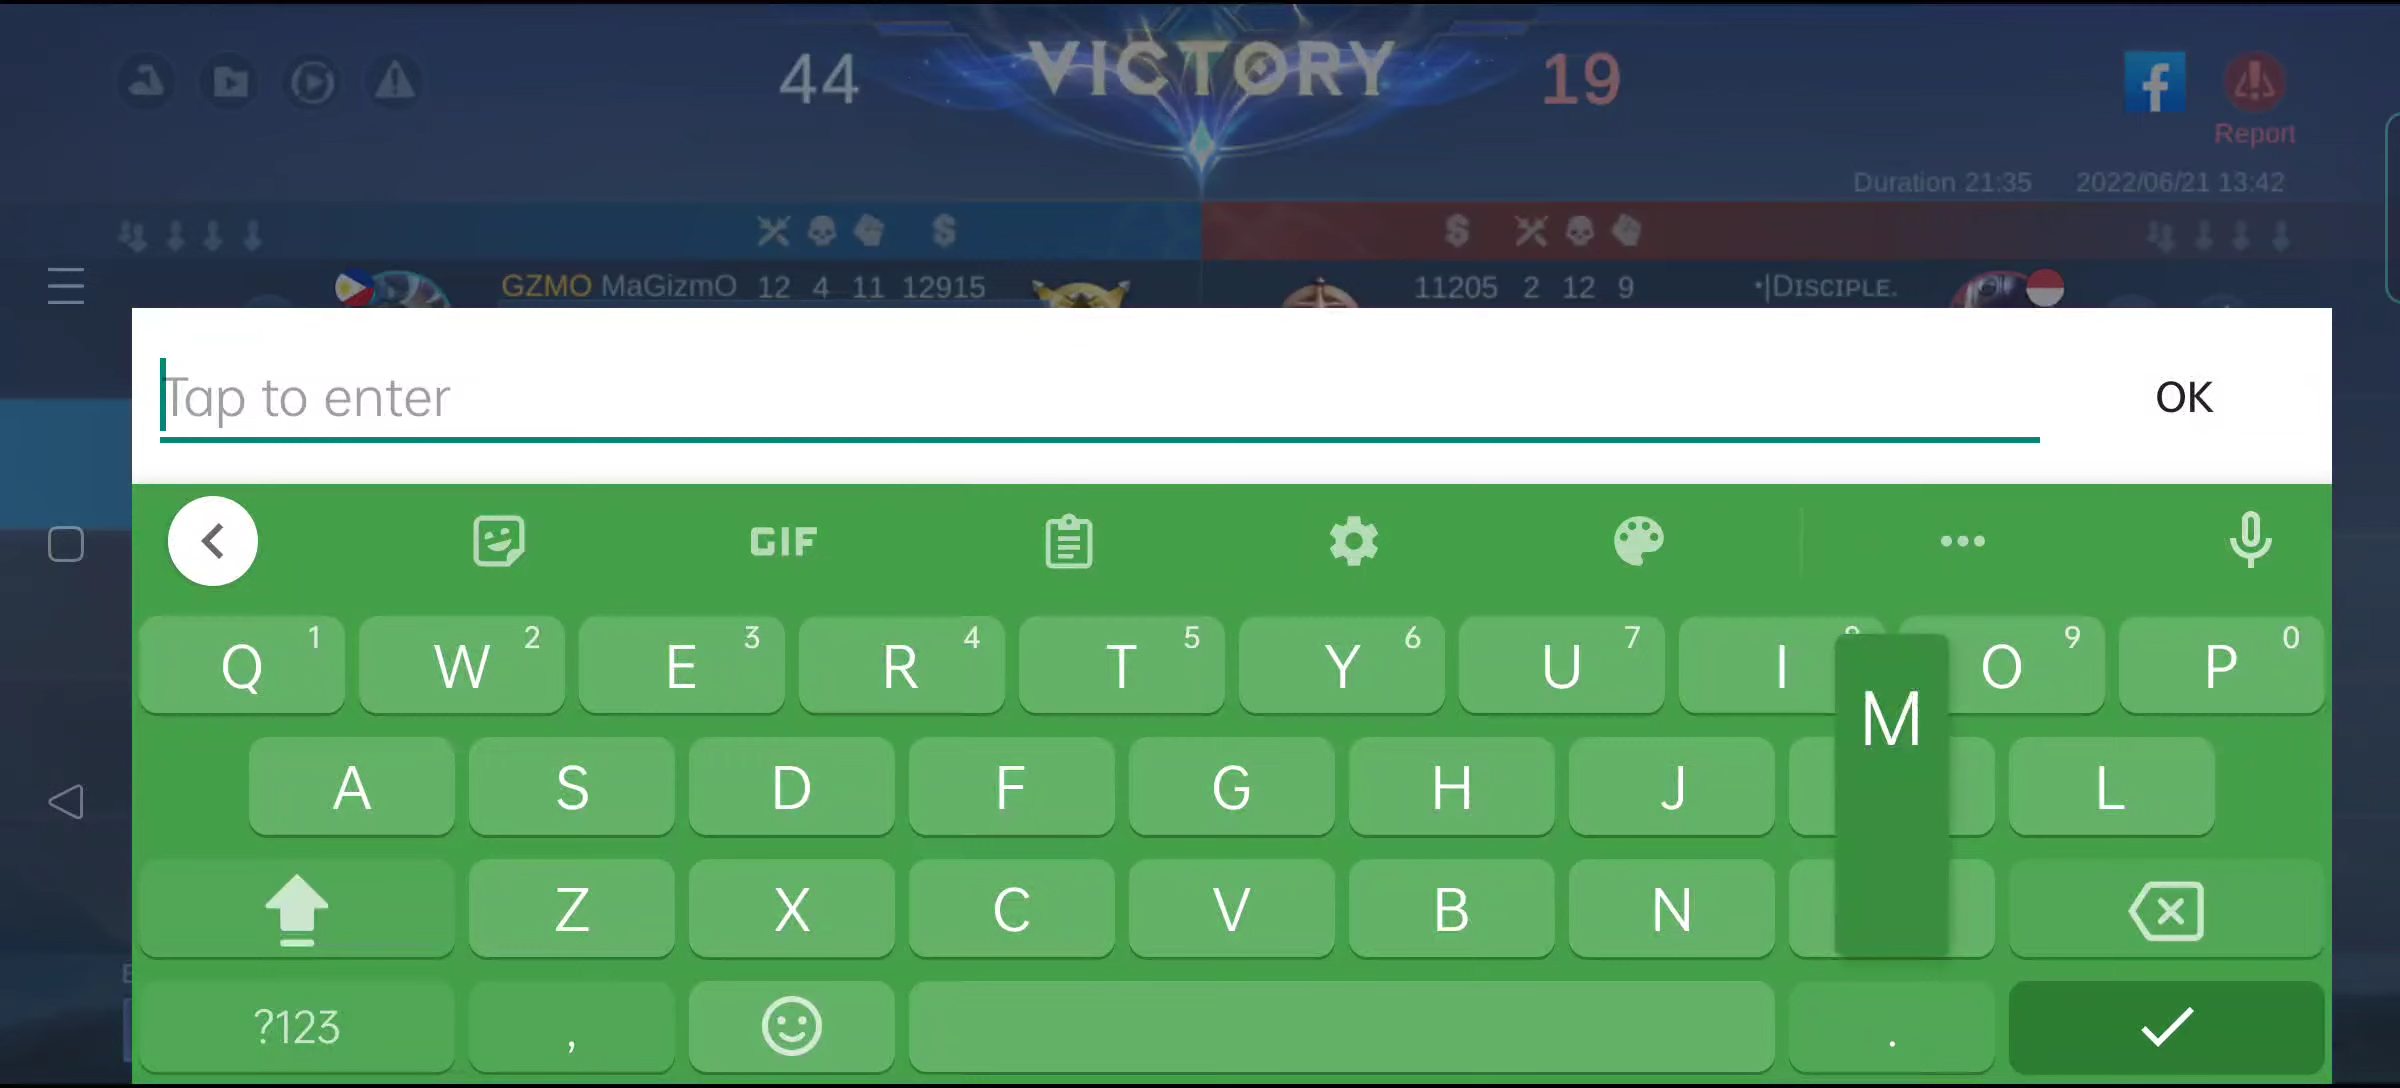 44 VICTORY 19
Report
Duration 21:35 2022/06/21 13:42
GZMO MaGizmO 12 4 11 12915 11205 2 12 9 •|Dɪsᴄɪᴘʟᴇ.
Tap to enter OK
GIF
Q 1 W 2 E 3 R 4 T 5 Y 6 U 7 I O 9 P 0
M
A S D F G H J L
Z X C V B N
?123 , .